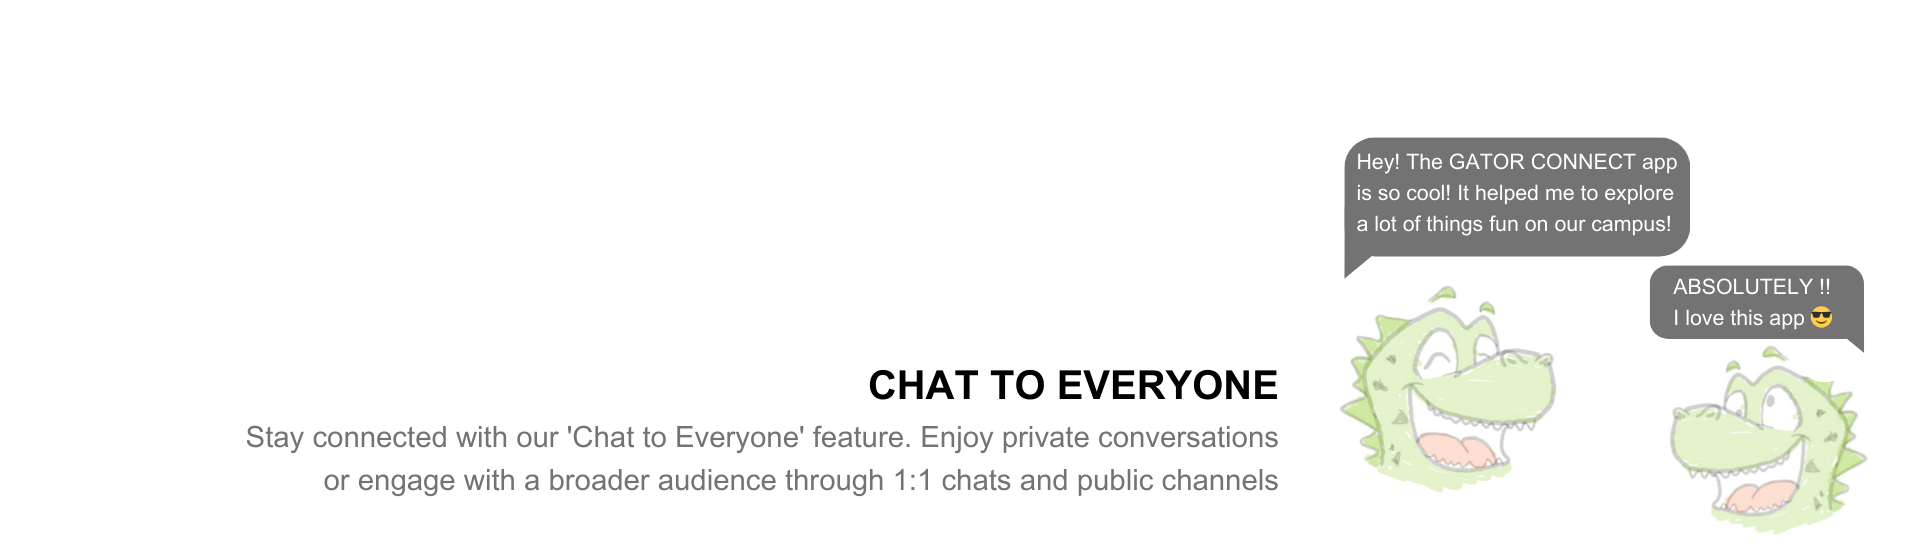 Hey! The GATOR CONNECT app
is so cool! It helped me to explore
a lot of things fun on our campus!
ABSOLUTELY !!
I love this app 😎
CHAT TO EVERYONE
Stay connected with our 'Chat to Everyone' feature. Enjoy private conversations
or engage with a broader audience through 1:1 chats and public channels